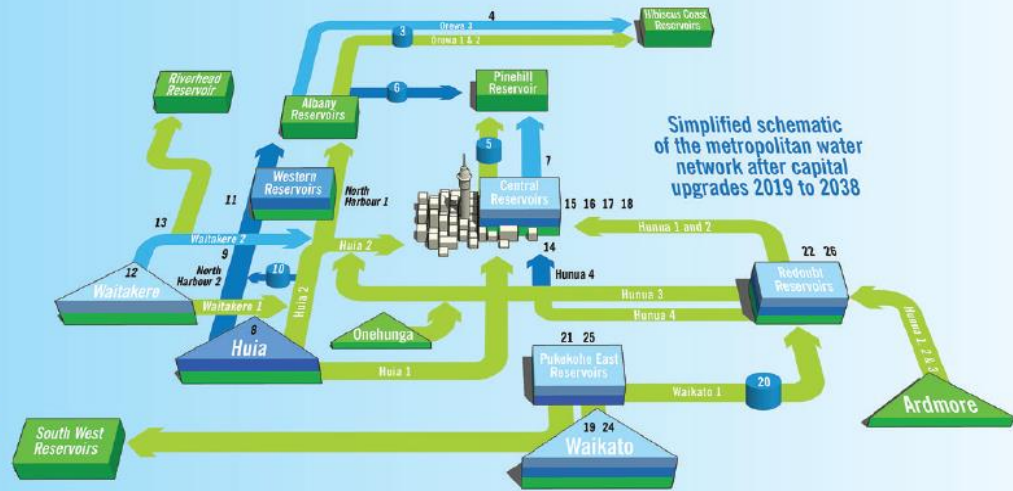 4
Orewa 3
3
Orewa 1 & 2
Hibiscus Coast
Reservoirs
Riverhead
Reservoir
6
Pinehill
Reservoir
Albany
Reservoirs
Simplified schematic
of the metropolitan water
network after capital
upgrades 2019 to 2038
5
7
Western
Reservoirs
11
North
Harbour 1
Central
Reservoirs
15 16 17 18
13
Waitakere 2
9
Huia 2
14
Hunua 1 and 2
12
Waitakere
North
Harbour 2
10
Hunua 4
22 26
Redoubt
Reservoirs
Waitakere 1
Huia 2
Hunua 3
Hunua 4
8
Huia
Onehunga
21 25
Pukekohe East
Reservoirs
Hunua 1, 2 & 3
Huia 1
Waikato 1
20
Ardmore
South West
Reservoirs
19 24
Waikato